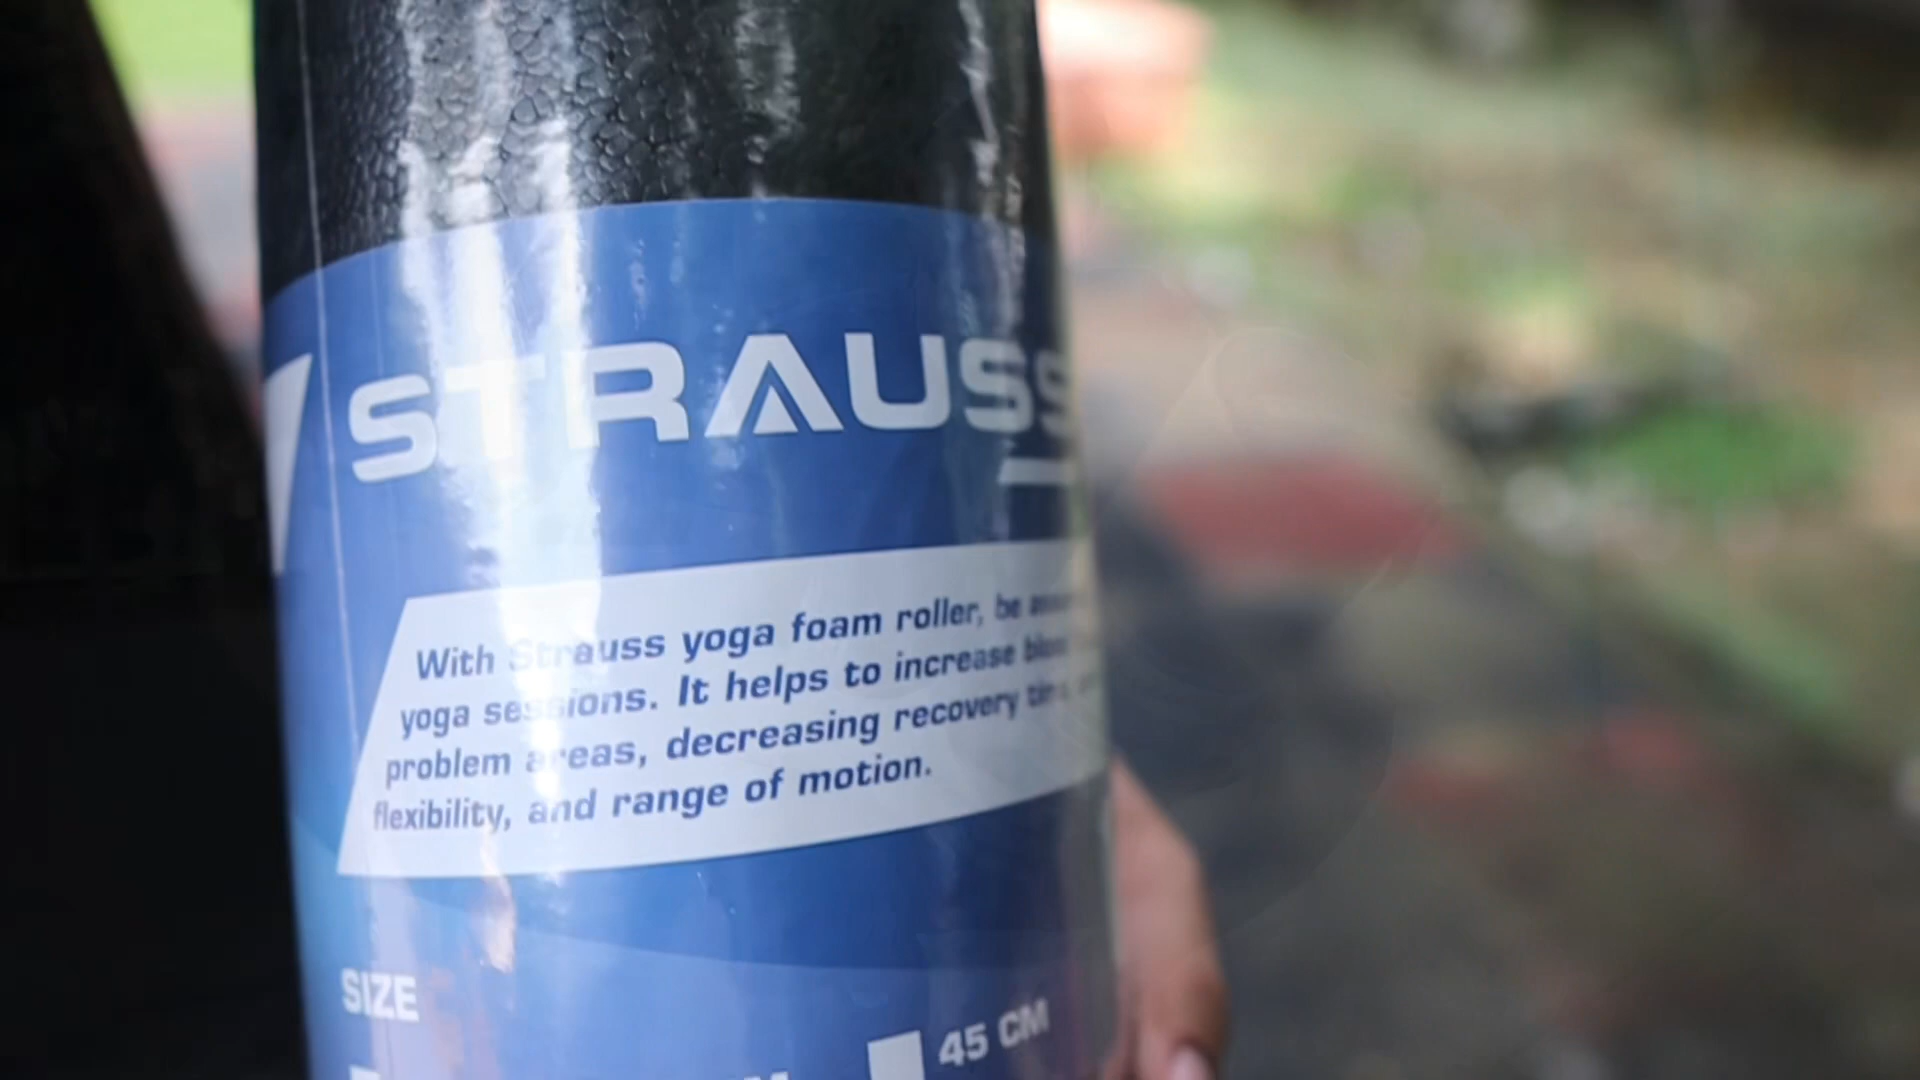 STRAUSS
With Strauss yoga foam roller, be
yoga sessions. It helps to increase
problem areas, decreasing recovery
flexibility, and range of motion.
SIZE
45 CM